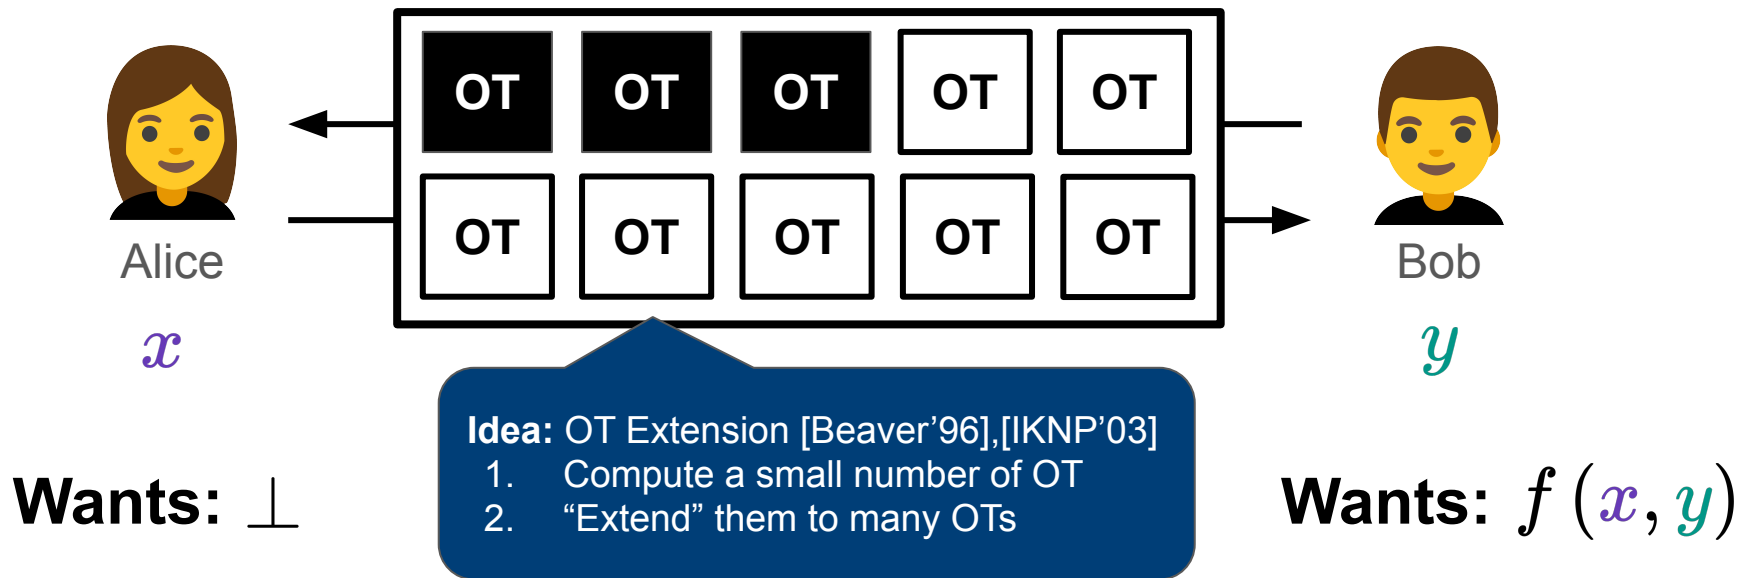 OT OT OT OT OT
OT OT OT OT OT
Alice
Bob
x
y
Idea: OT Extension [Beaver’96],[IKNP’03]
1. Compute a small number of OT
2. “Extend” them to many OTs
Wants: ⊥
Wants: f (x, y)